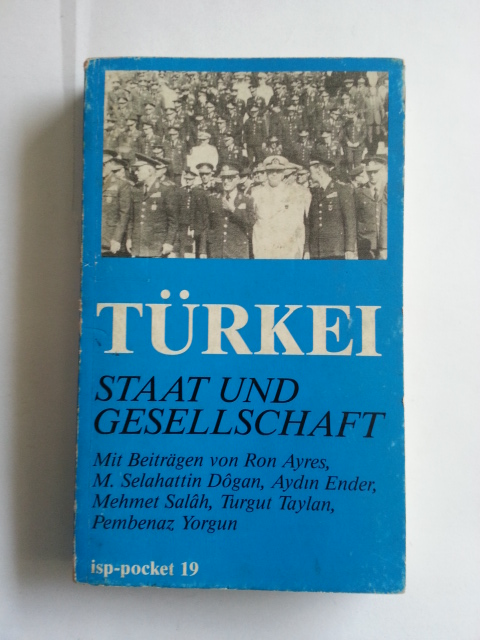 TÜRKEI
STAAT UND
GESELLSCHAFT
Mit Beiträgen von Ron Ayres,
M. Selahattin Dôgan, Aydın Ender,
Mehmet Salâh, Turgut Taylan,
Pembenaz Yorgun
isp-pocket 19